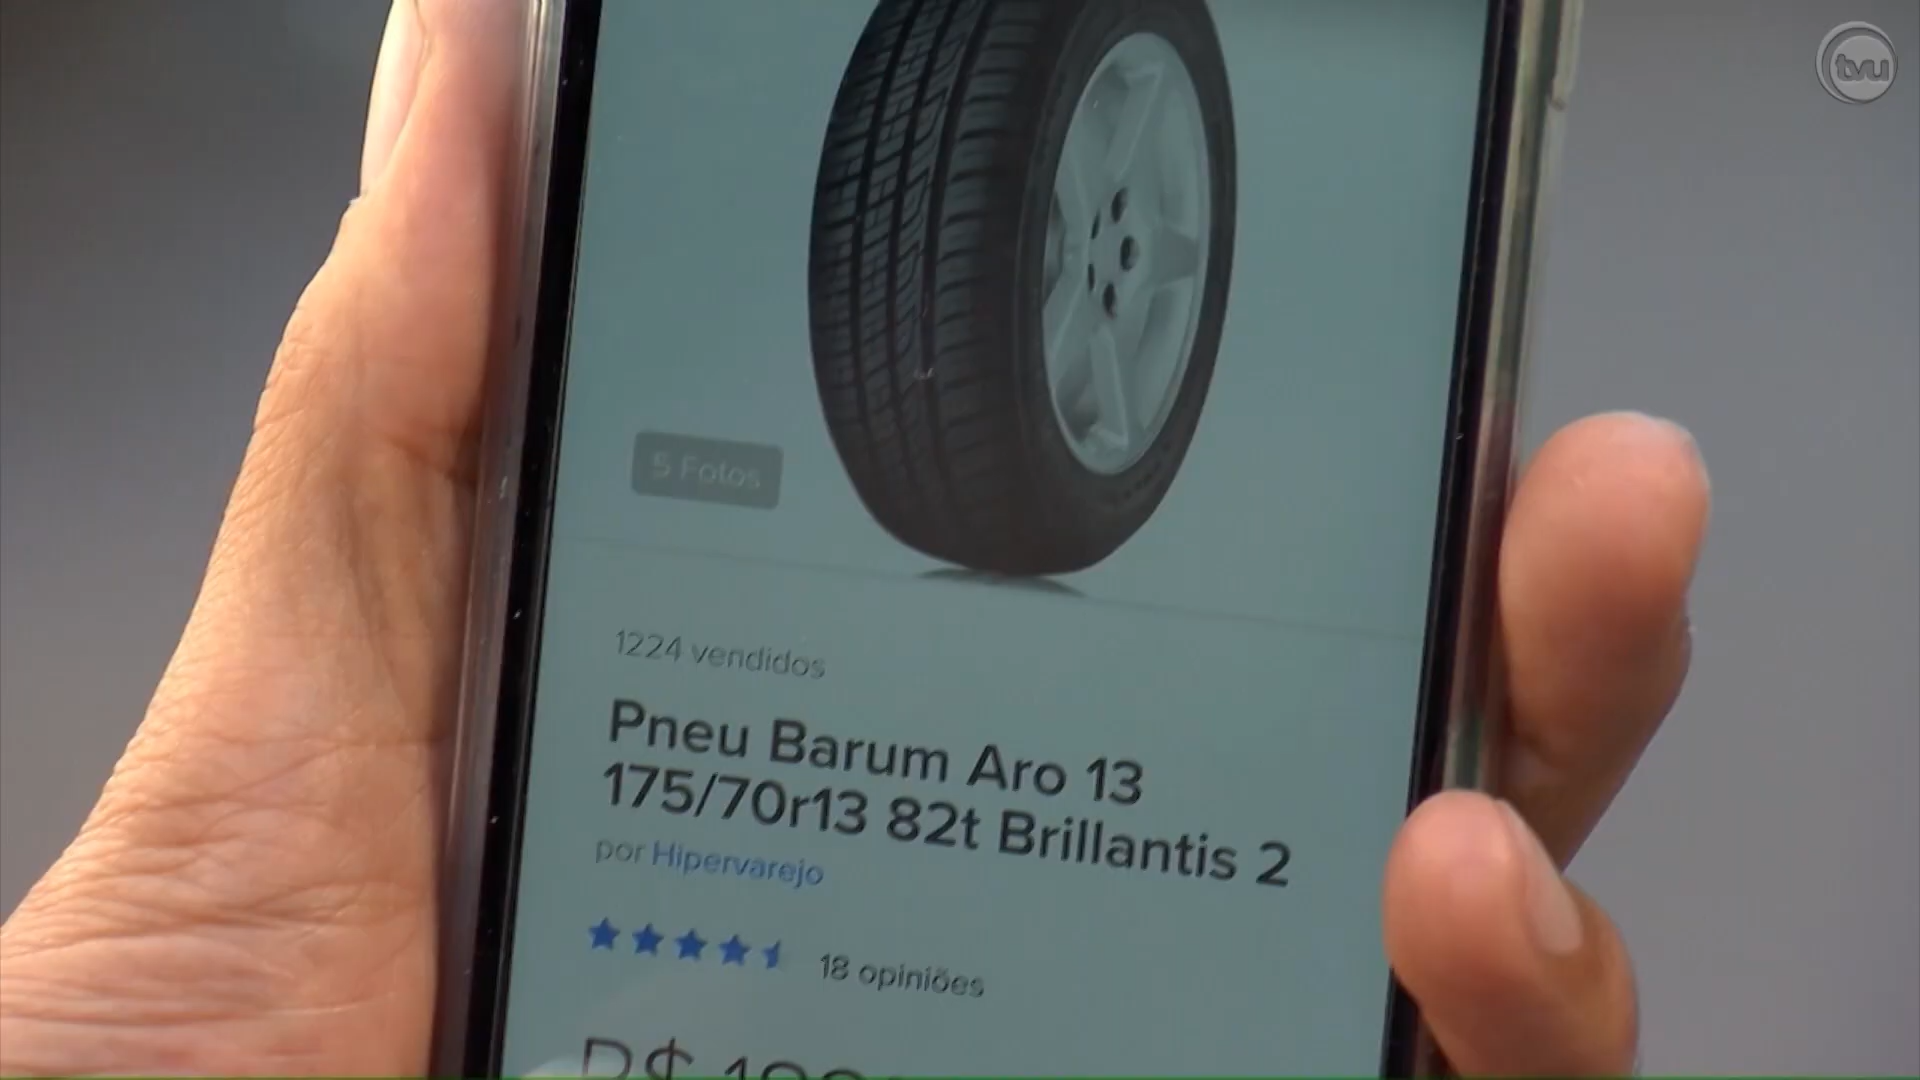 tvu
5 Fotos
1224 vendidos
Pneu Barum Aro 13
175/70r13 82t Brillantis 2
por Hipervarejo
18 opiniões
R$